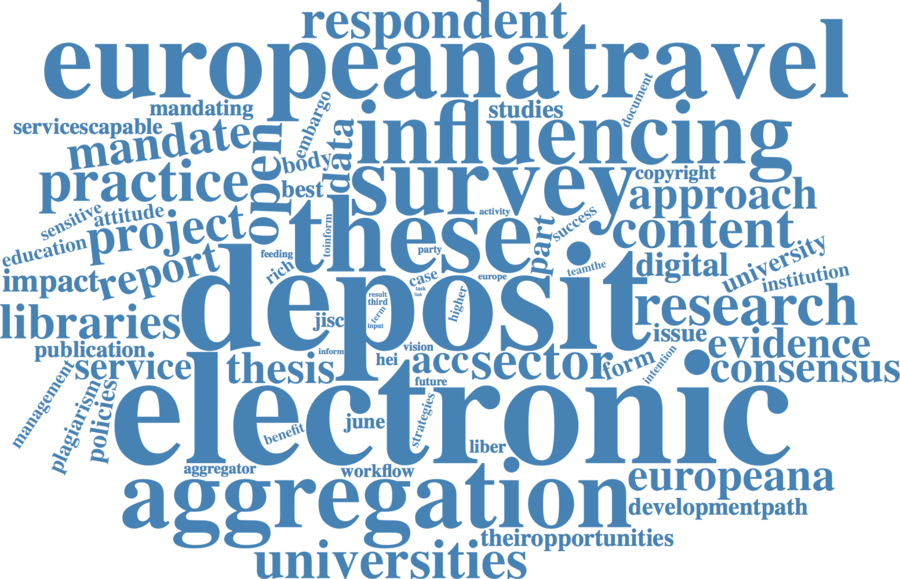 respondent
europeanatravel
mandating
embargo
studies
document
servicescapable
mandate
open
body
data
influencing
practice
best
survey
copyright
approach
sensitive
attitude
activity
success
education
project
these
part
content
toinform
party
feeding
university
impact
report
rich
case
europe
teamthe
digital
institution
task
hub
deposit
result
third
term
input
higher
research
libraries
jisc
issue
evidence
publication
inform
hei
vision
acc
sector
form
intention
consensus
service
thesis
future
management
plagiarism
policies
electronic
benefit
june
strategies
liber
aggregator
workflow
aggregation
europeana
developmentpath
theiropportunities
universities